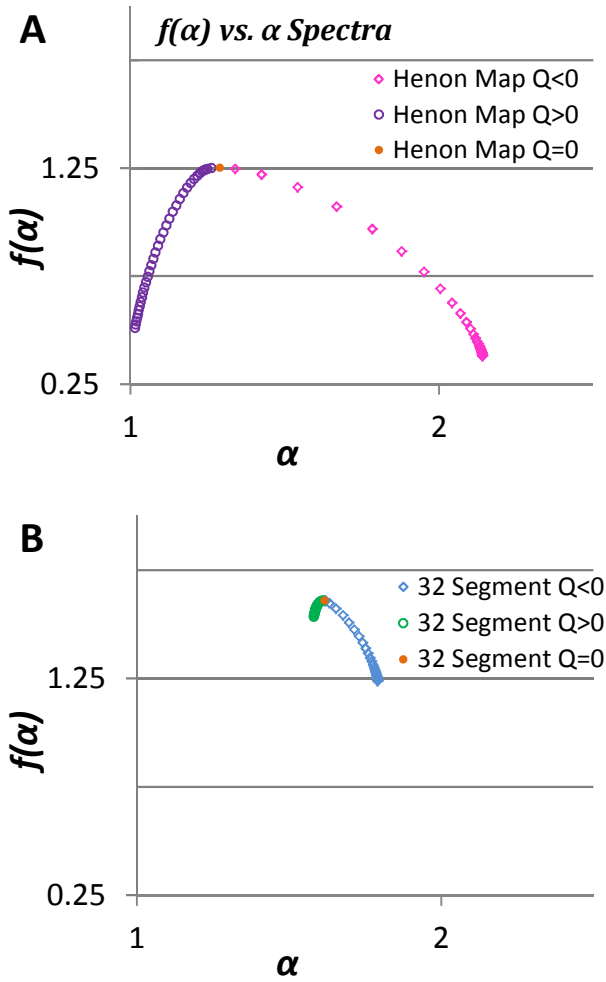 A
f(α) vs. α Spectra
Henon Map Q<0
Henon Map Q>0
Henon Map Q=0
1.25
f(α)
0.25
1
2
α
B
32 Segment Q<0
32 Segment Q>0
32 Segment Q=0
1.25
f(α)
0.25
1
2
α